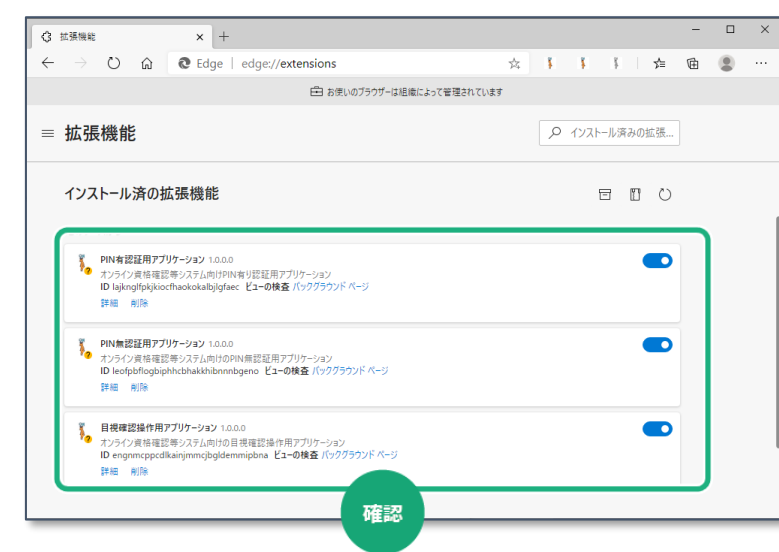 拡張機能
Edge | edge://extensions
お使いのブラウザーは組織によって管理されています
拡張機能
インストール済みの拡張...
インストール済の拡張機能
PIN有認証用アプリケーション 1.0.0.0
オンライン資格確認等システム向けPIN有り認証用アプリケーション
ID lajknglfpkjkiocfhaokokalbjlgfaec ビューの検査 バックグラウンド ページ
詳細 削除
PIN無認証用アプリケーション 1.0.0.0
オンライン資格確認等システム向けのPIN無認証用アプリケーション
ID leofpbflogbiphhcbhakkhibnnnbgeno ビューの検査 バックグラウンド ページ
詳細 削除
目視確認操作用アプリケーション 1.0.0.0
オンライン資格確認等システム向けの目視確認操作用アプリケーション
ID engnmcppcdlkainjmmcjbgldemmipbna ビューの検査 バックグラウンド ページ
詳細 削除
確認